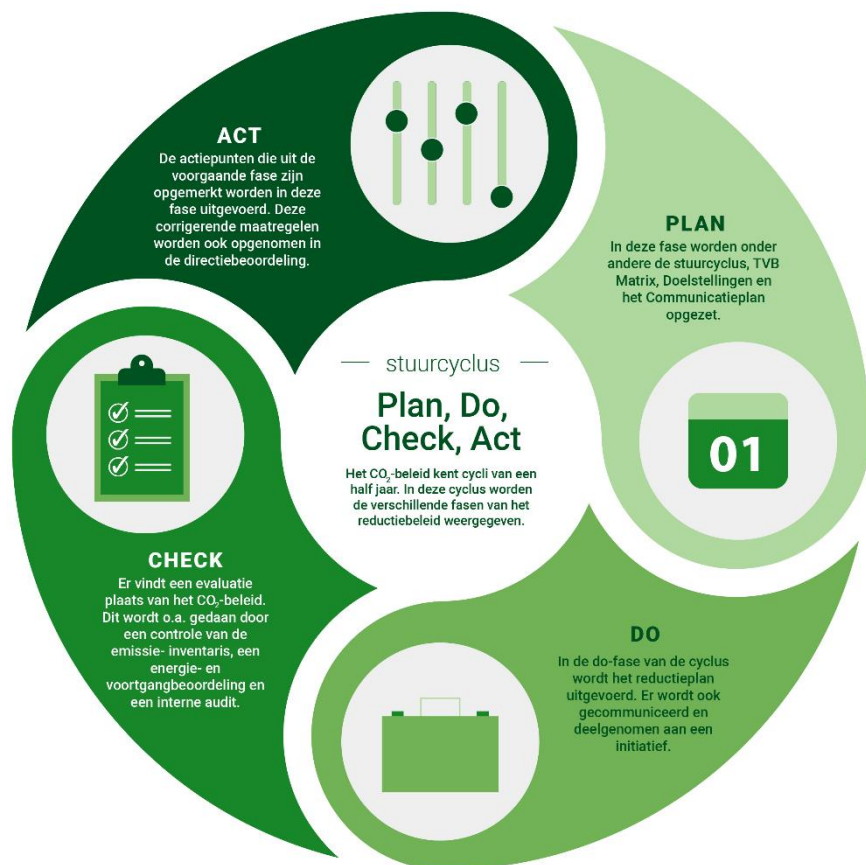 stuurcyclus
Plan, Do,
Check, Act
Het CO₂-beleid kent cycli van een
half jaar. In deze cyclus worden
de verschillende fasen van het
reductiebeleid weergegeven.
PLAN
In deze fase worden onder
andere de stuurcyclus, TVB
Matrix, Doelstellingen en
het Communicatieplan
opgezet.
01
DO
In de do-fase van de cyclus
wordt het reductieplan
uitgevoerd. Er wordt ook
gecommuniceerd en
deelgenomen aan een
initiatief.
CHECK
Er vindt een evaluatie
plaats van het CO₂-beleid.
Dit wordt o.a. gedaan door
een controle van de
emissie- inventaris, een
energie- en
voortgangbeoordeling en
een interne audit.
ACT
De actiepunten die uit de
voorgaande fase zijn
opgemerkt worden in deze
fase uitgevoerd. Deze
corrigerende maatregelen
worden ook opgenomen in
de directiebeoordeling.